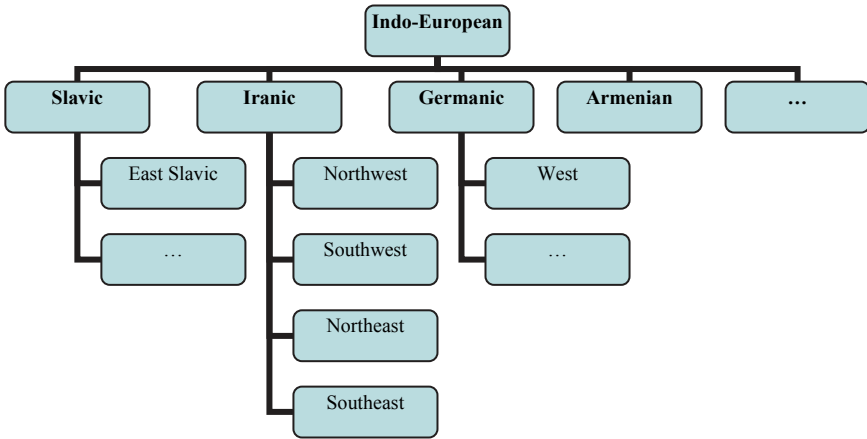 Indo-European
Slavic
Iranic
Germanic
Armenian
…
East Slavic
Northwest
West
…
Southwest
…
Northeast
Southeast